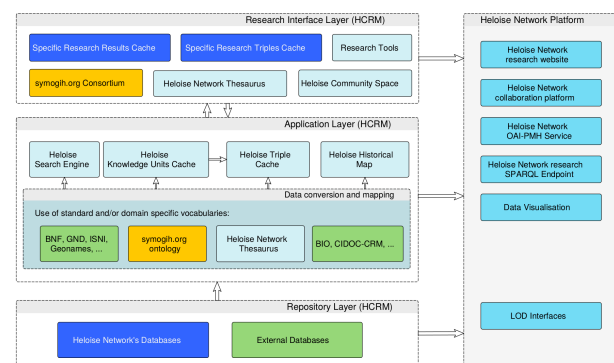 Research Interface Layer (HCRM)
Specific Research Results Cache
Specific Research Triples Cache
Research Tools
symogih.org Consortium
Heloise Network Thesaurus
Heloise Community Space
Application Layer (HCRM)
Heloise
Search Engine
Heloise
Knowledge Units Cache
Heloise Triple
Cache
Heloise Historical
Map
Data conversion and mapping
Use of standard and/or domain specific vocabularies:
BNF, GND, ISNI,
Geonames, ...
symogih.org
ontology
Heloise Network
Thesaurus
BIO, CIDOC-CRM, ...
Repository Layer (HCRM)
Heloise Network's Databases
External Databases
Heloise Network Platform
Heloise Network
research website
Heloise Network
collaboration platform
Heloise Network
OAI-PMH Service
Heloise Network research
SPARQL Endpoint
Data Visualisation
LOD Interfaces